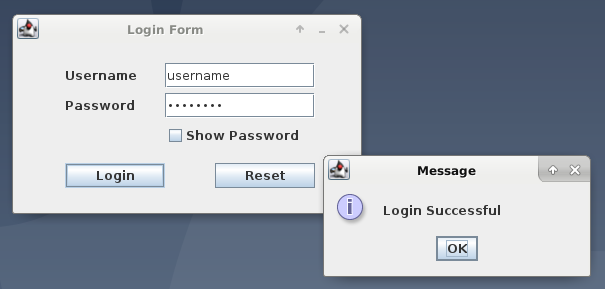 Login Form
Username username
Password ••••••••
Show Password
Login Reset
Message
Login Successful
OK